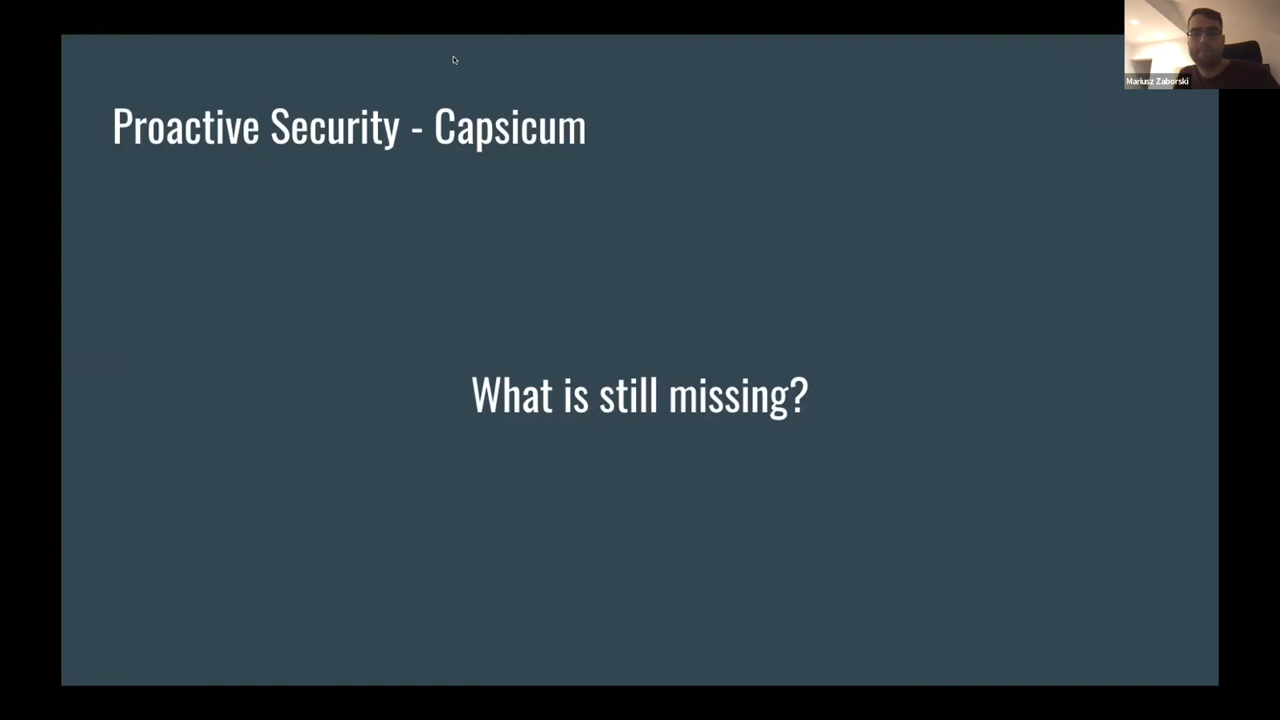 Mariusz Zaborski
Proactive Security - Capsicum
What is still missing?